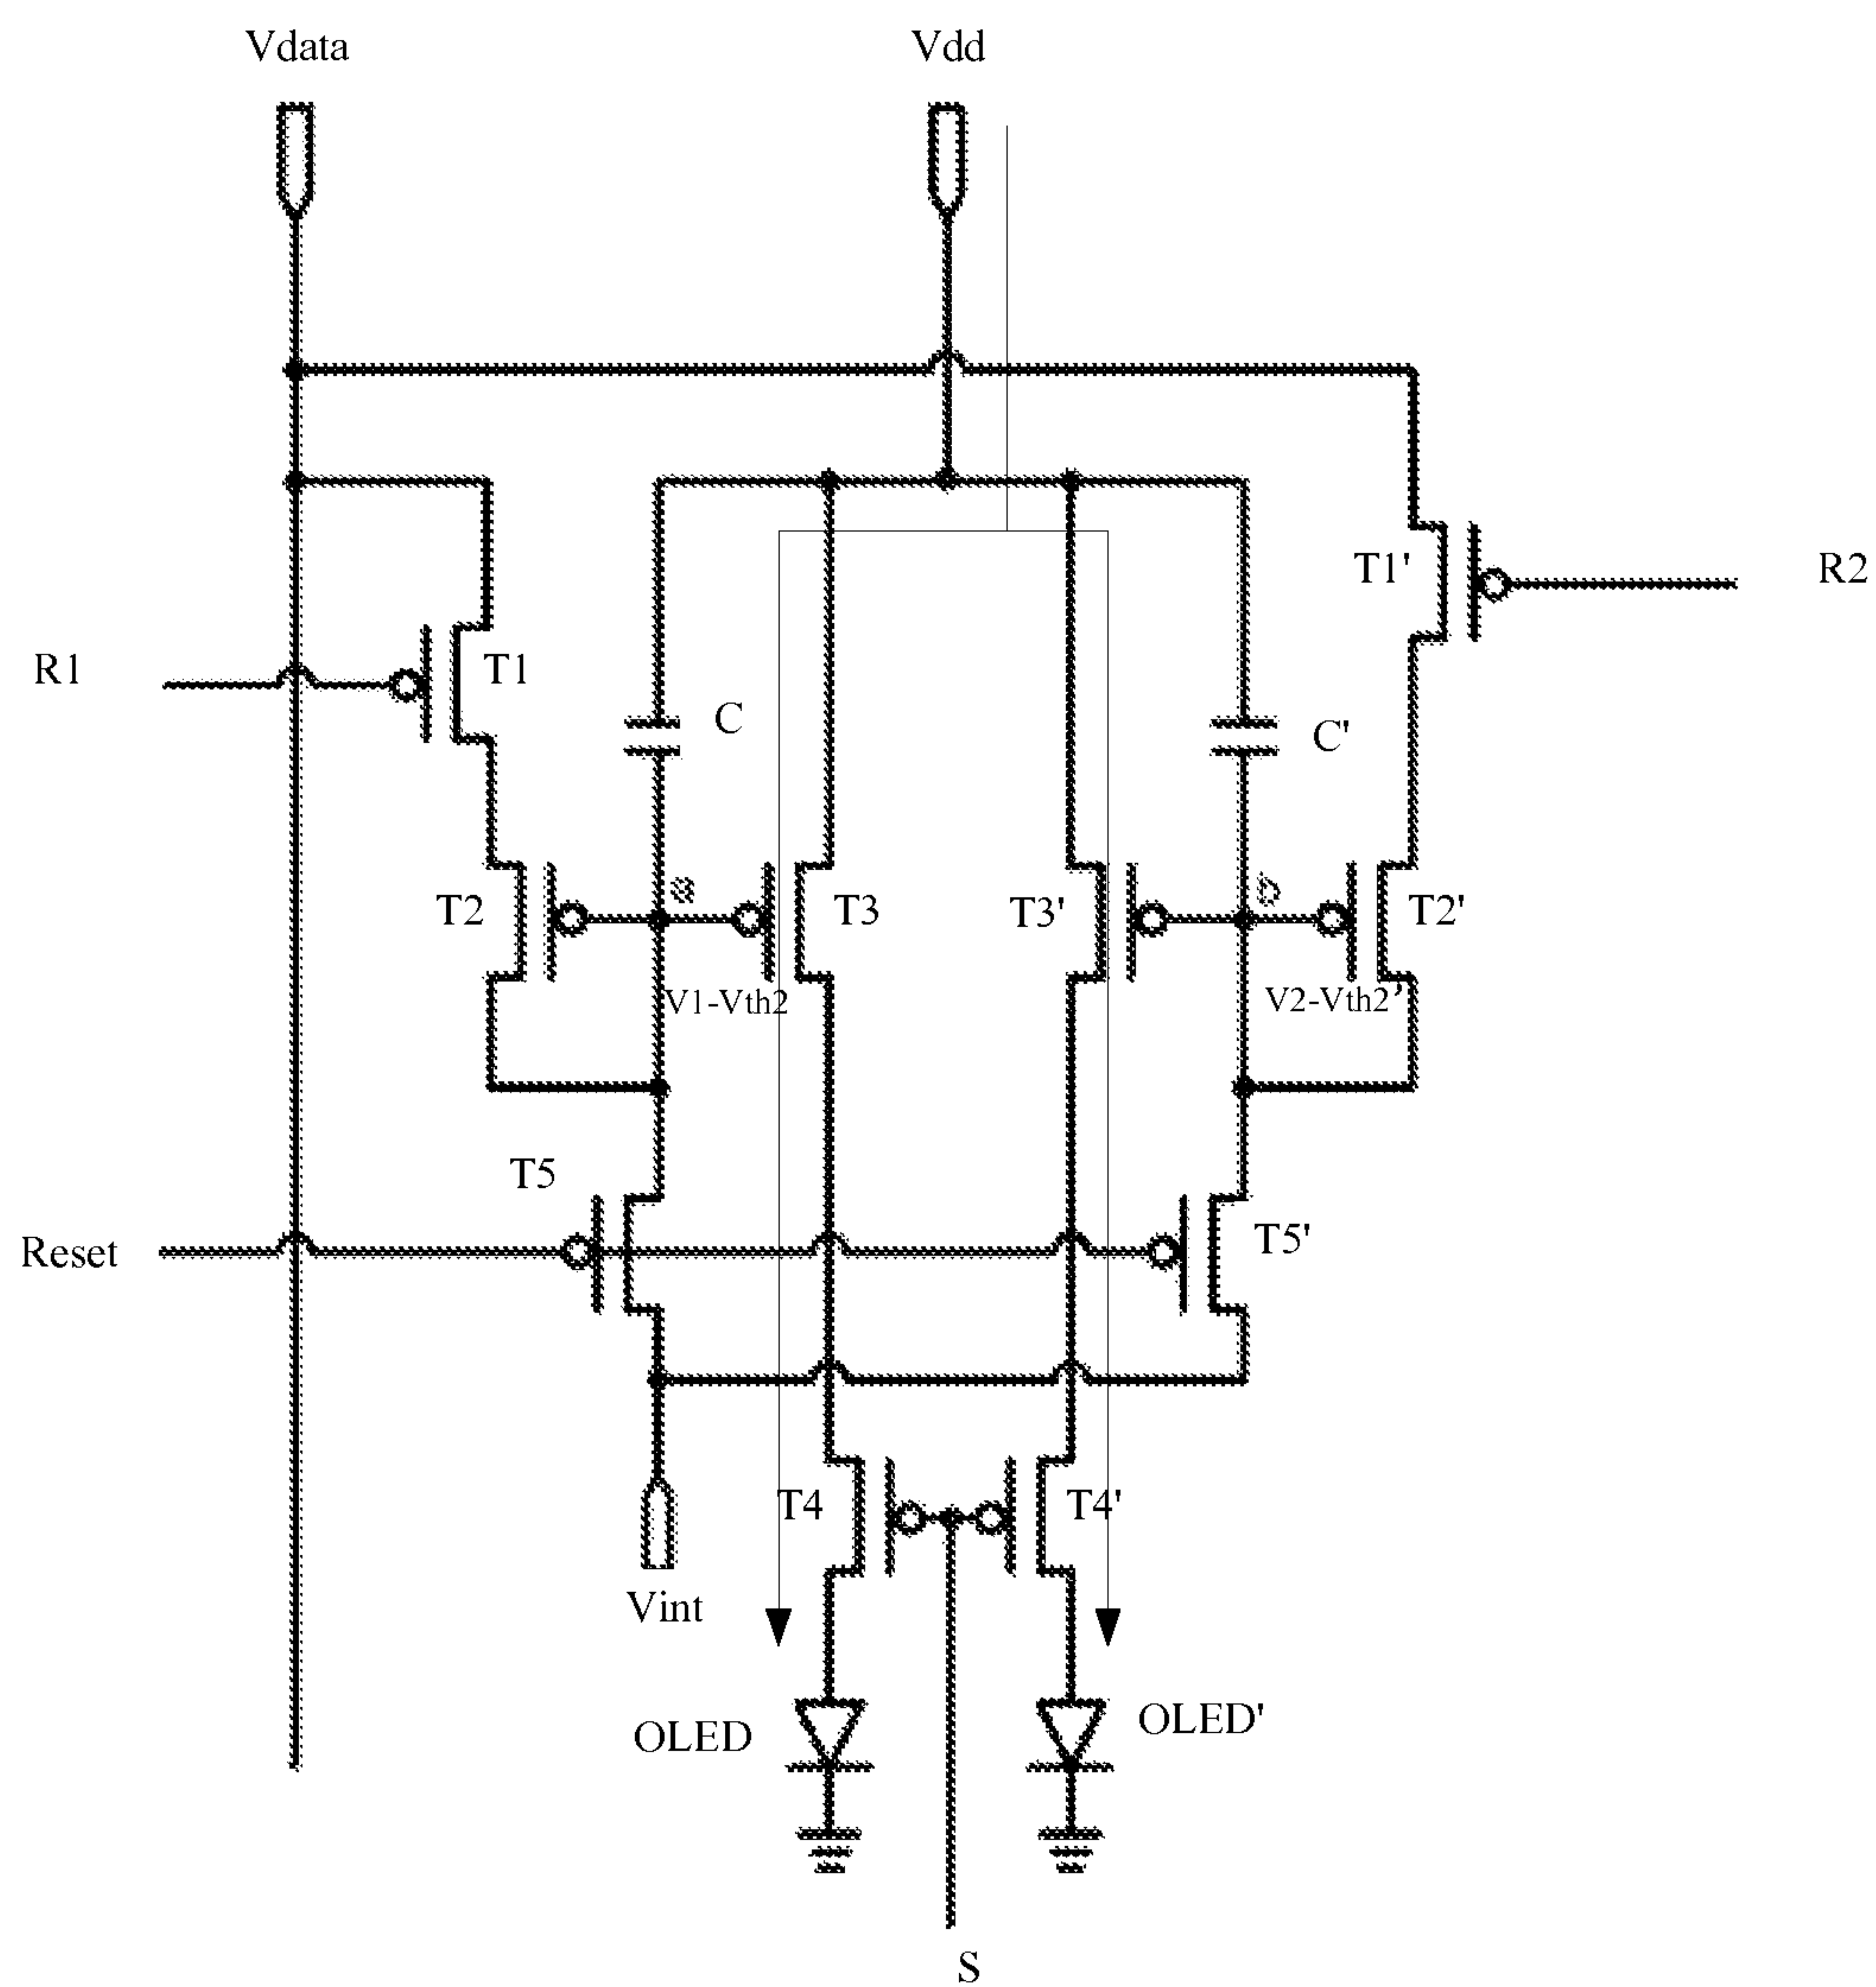 Vdata
Vdd
T1'
R2
R1
T1
C
C'
a
b
T2
T3
T3'
T2'
V1-Vth2
V2-Vth2’
T5
Reset
T5'
T4
T4'
Vint
OLED
OLED'
S